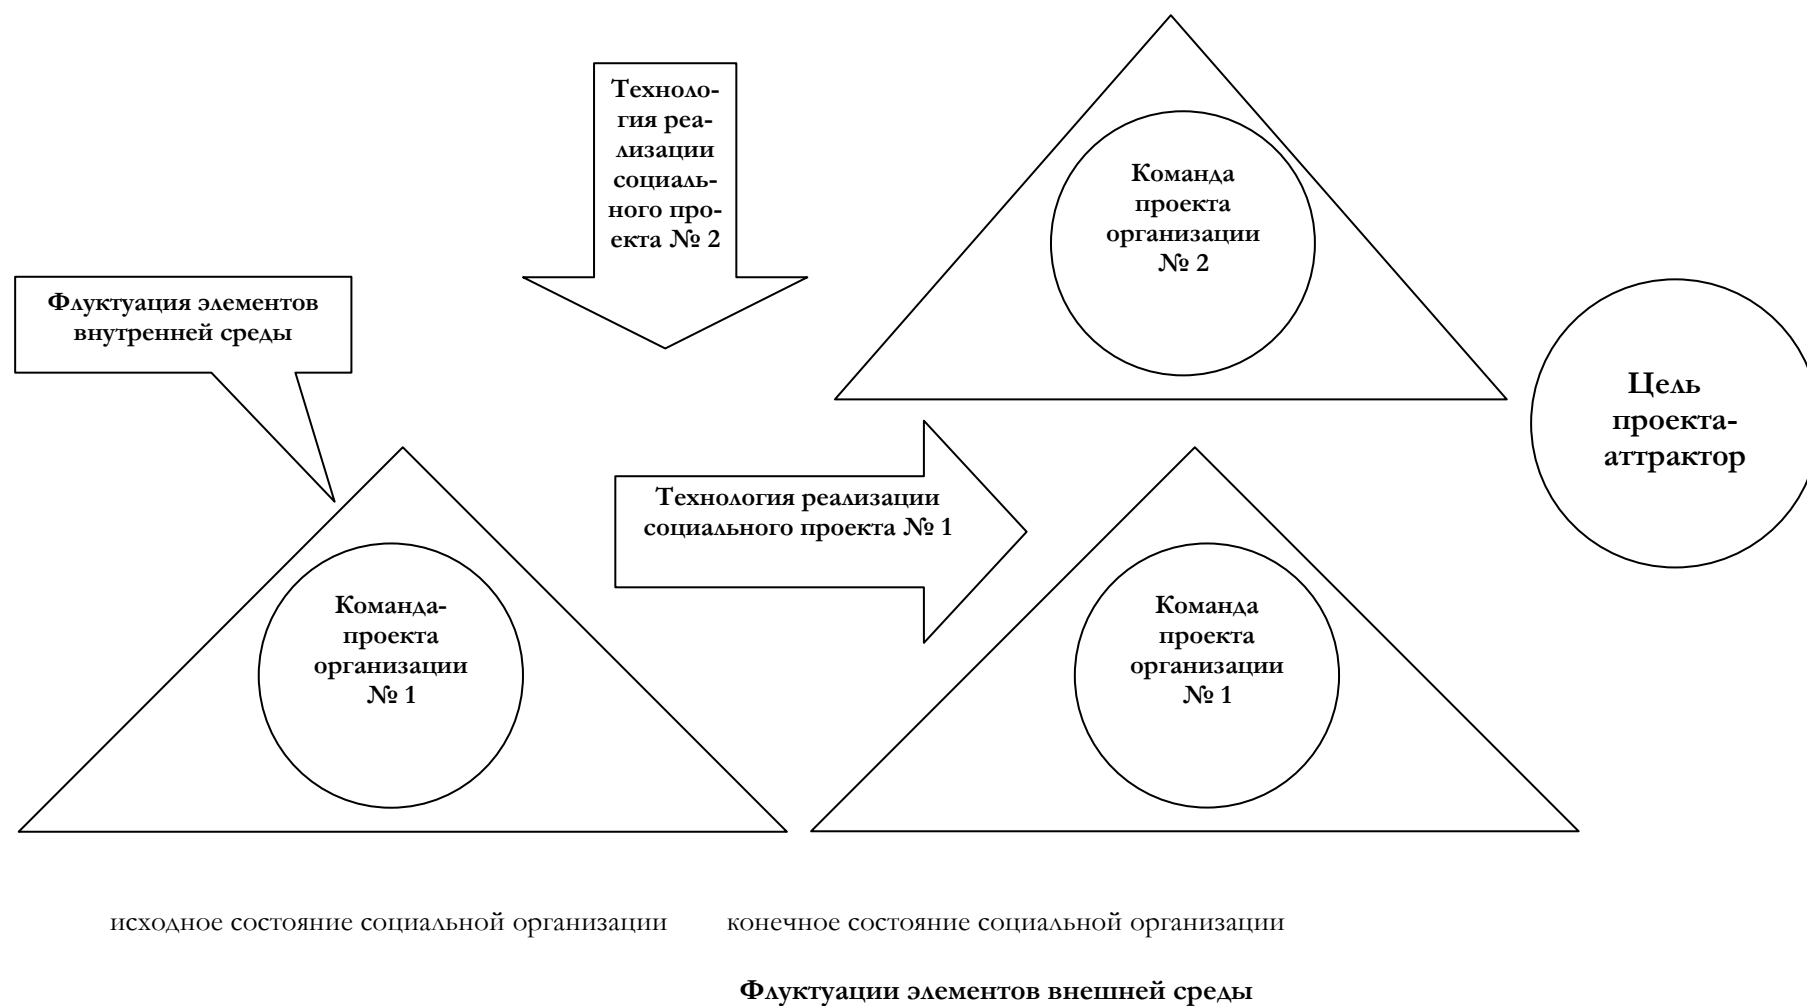 Техноло-
гия реа-
лизации
социаль-
ного про-
екта № 2
Команда
проекта
организации
№ 2
Флуктуация элементов
внутренней среды
Цель
проекта-
аттрактор
Технология реализации
социального проекта № 1
Команда-
проекта
организации
№ 1
Команда
проекта
организации
№ 1
исходное состояние социальной организации
конечное состояние социальной организации
Флуктуации элементов внешней среды